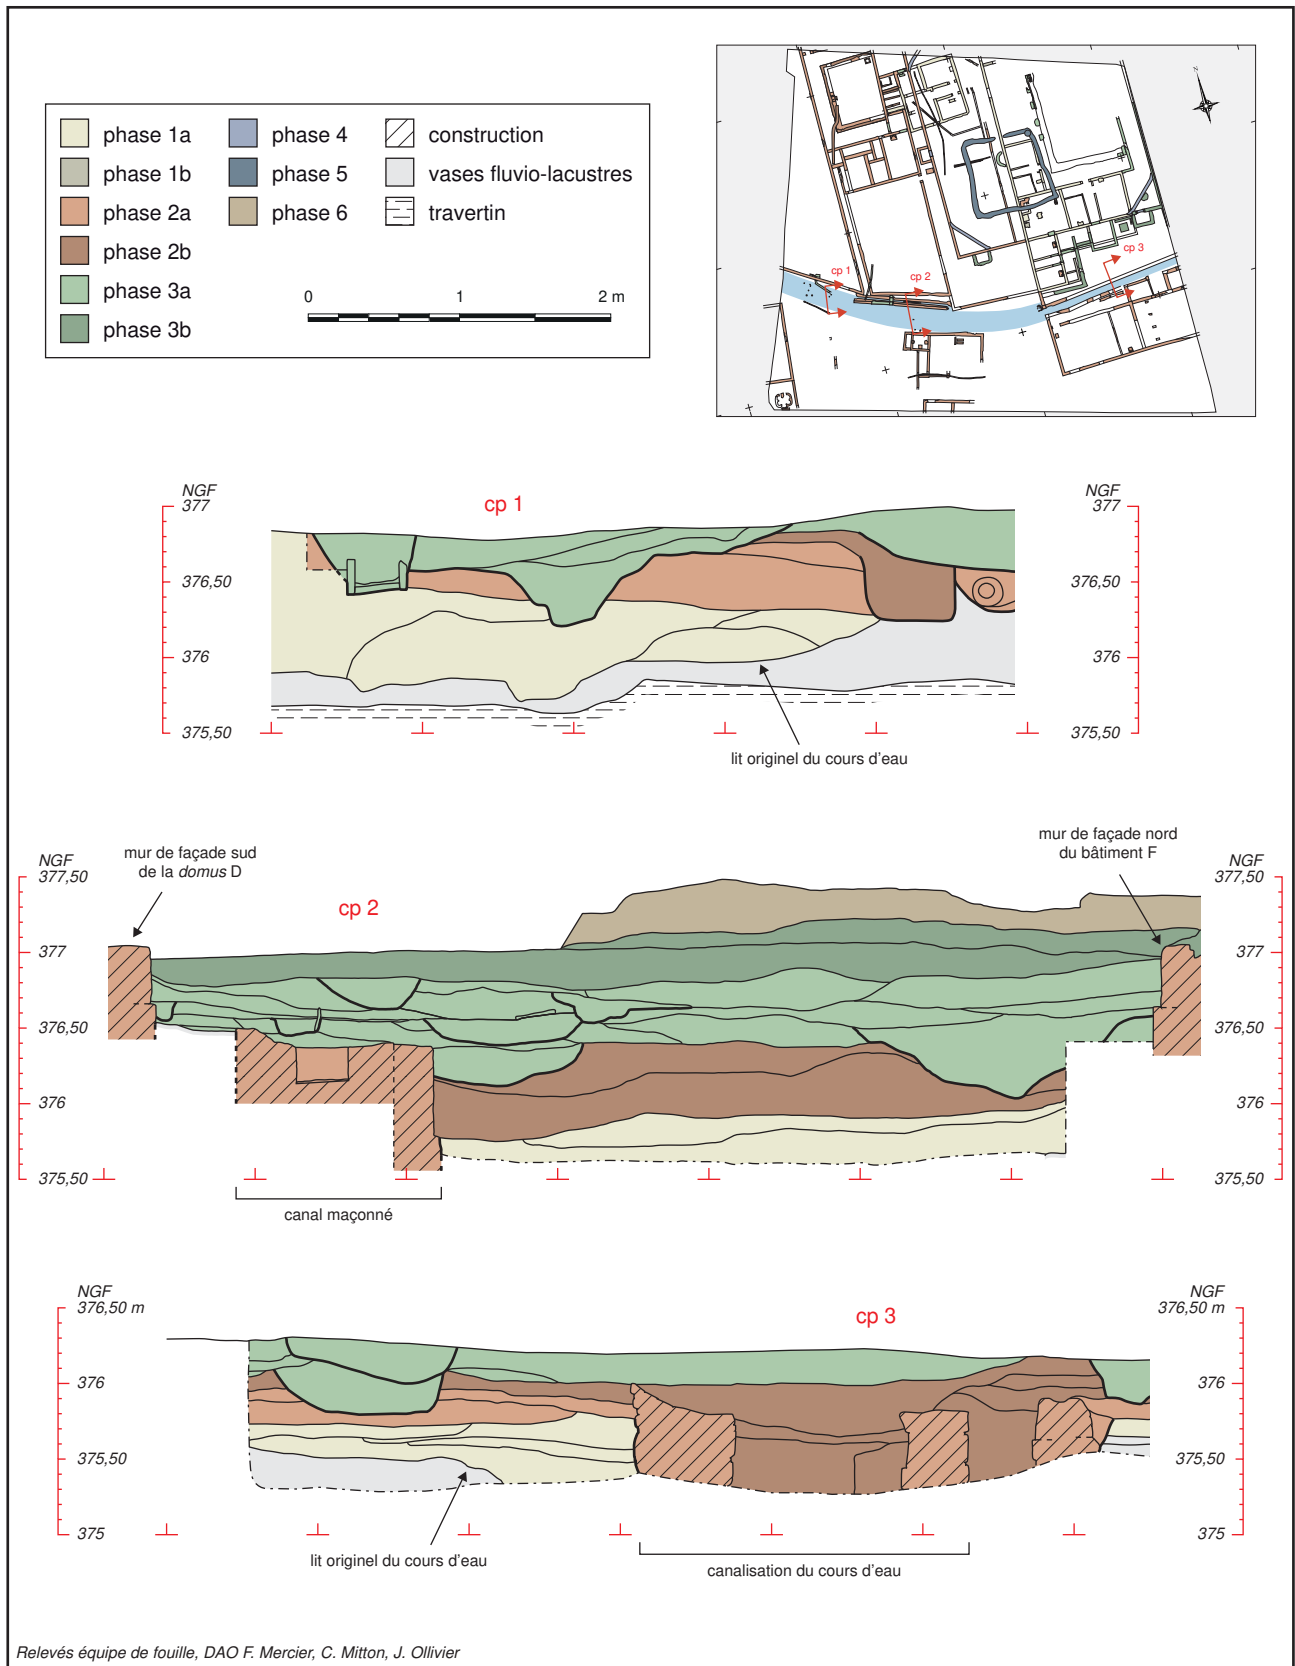 phase 1a
phase 1b
phase 2a
phase 2b
phase 3a
phase 3b
phase 4
phase 5
phase 6
construction
vases fluvio-lacustres
travertin
0 1 2 m
N
cp 1
cp 2
cp 3
cp 1
NGF
377
376,50
376
375,50
NGF
377
376,50
376
375,50
lit originel du cours d'eau
mur de façade sud
de la domus D
mur de façade nord
du bâtiment F
cp 2
NGF
377,50
377
376,50
376
375,50
NGF
377,50
377
376,50
376
375,50
canal maçonné
cp 3
NGF
376,50 m
376
375,50
375
NGF
376,50 m
376
375,50
375
lit originel du cours d'eau
canalisation du cours d'eau
Relevés équipe de fouille, DAO F. Mercier, C. Mitton, J. Ollivier